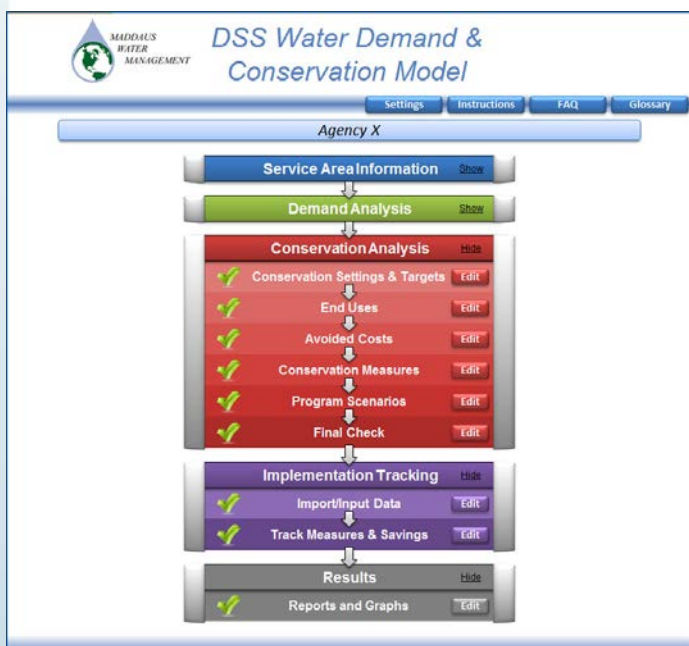 MADDAUS
WATER
MANAGEMENT
DSS Water Demand &
Conservation Model
Settings Instructions FAQ Glossary
Agency X
Service Area Information Show
Demand Analysis Show
Conservation Analysis Hide
Conservation Settings & Targets Edit
End Uses Edit
Avoided Costs Edit
Conservation Measures Edit
Program Scenarios Edit
Final Check Edit
Implementation Tracking Hide
Import/Input Data Edit
Track Measures & Savings Edit
Results Hide
Reports and Graphs Edit